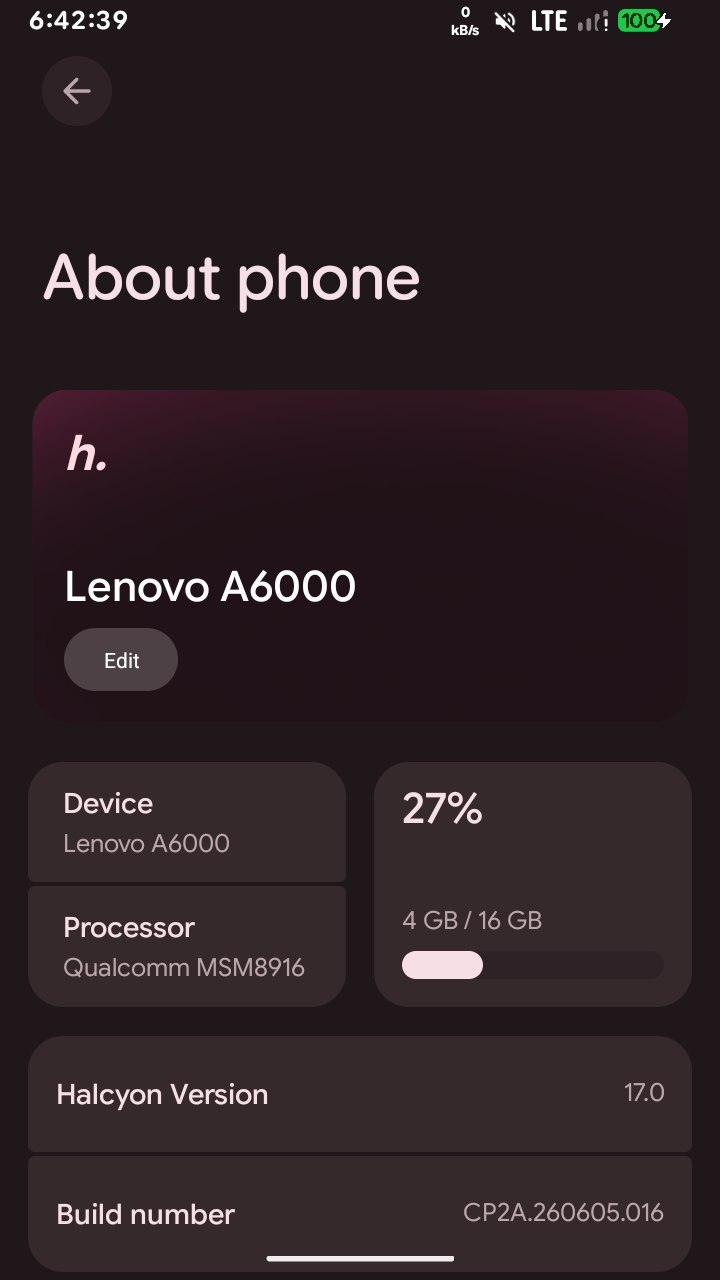 6:42:39
0
kB/s
LTE
100
About phone
h.
Lenovo A6000
Edit
Device
Lenovo A6000
Processor
Qualcomm MSM8916
27%
4 GB / 16 GB
Halcyon Version
17.0
Build number
CP2A.260605.016